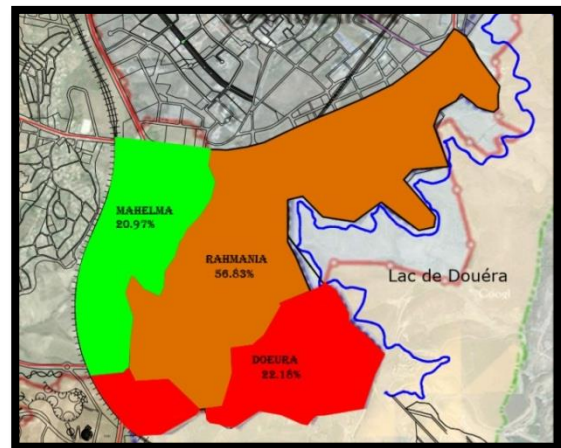 MAHELMA
20.97%
RAHMANIA
56.83%
Lac de Douéra
DOEURA
22.18%